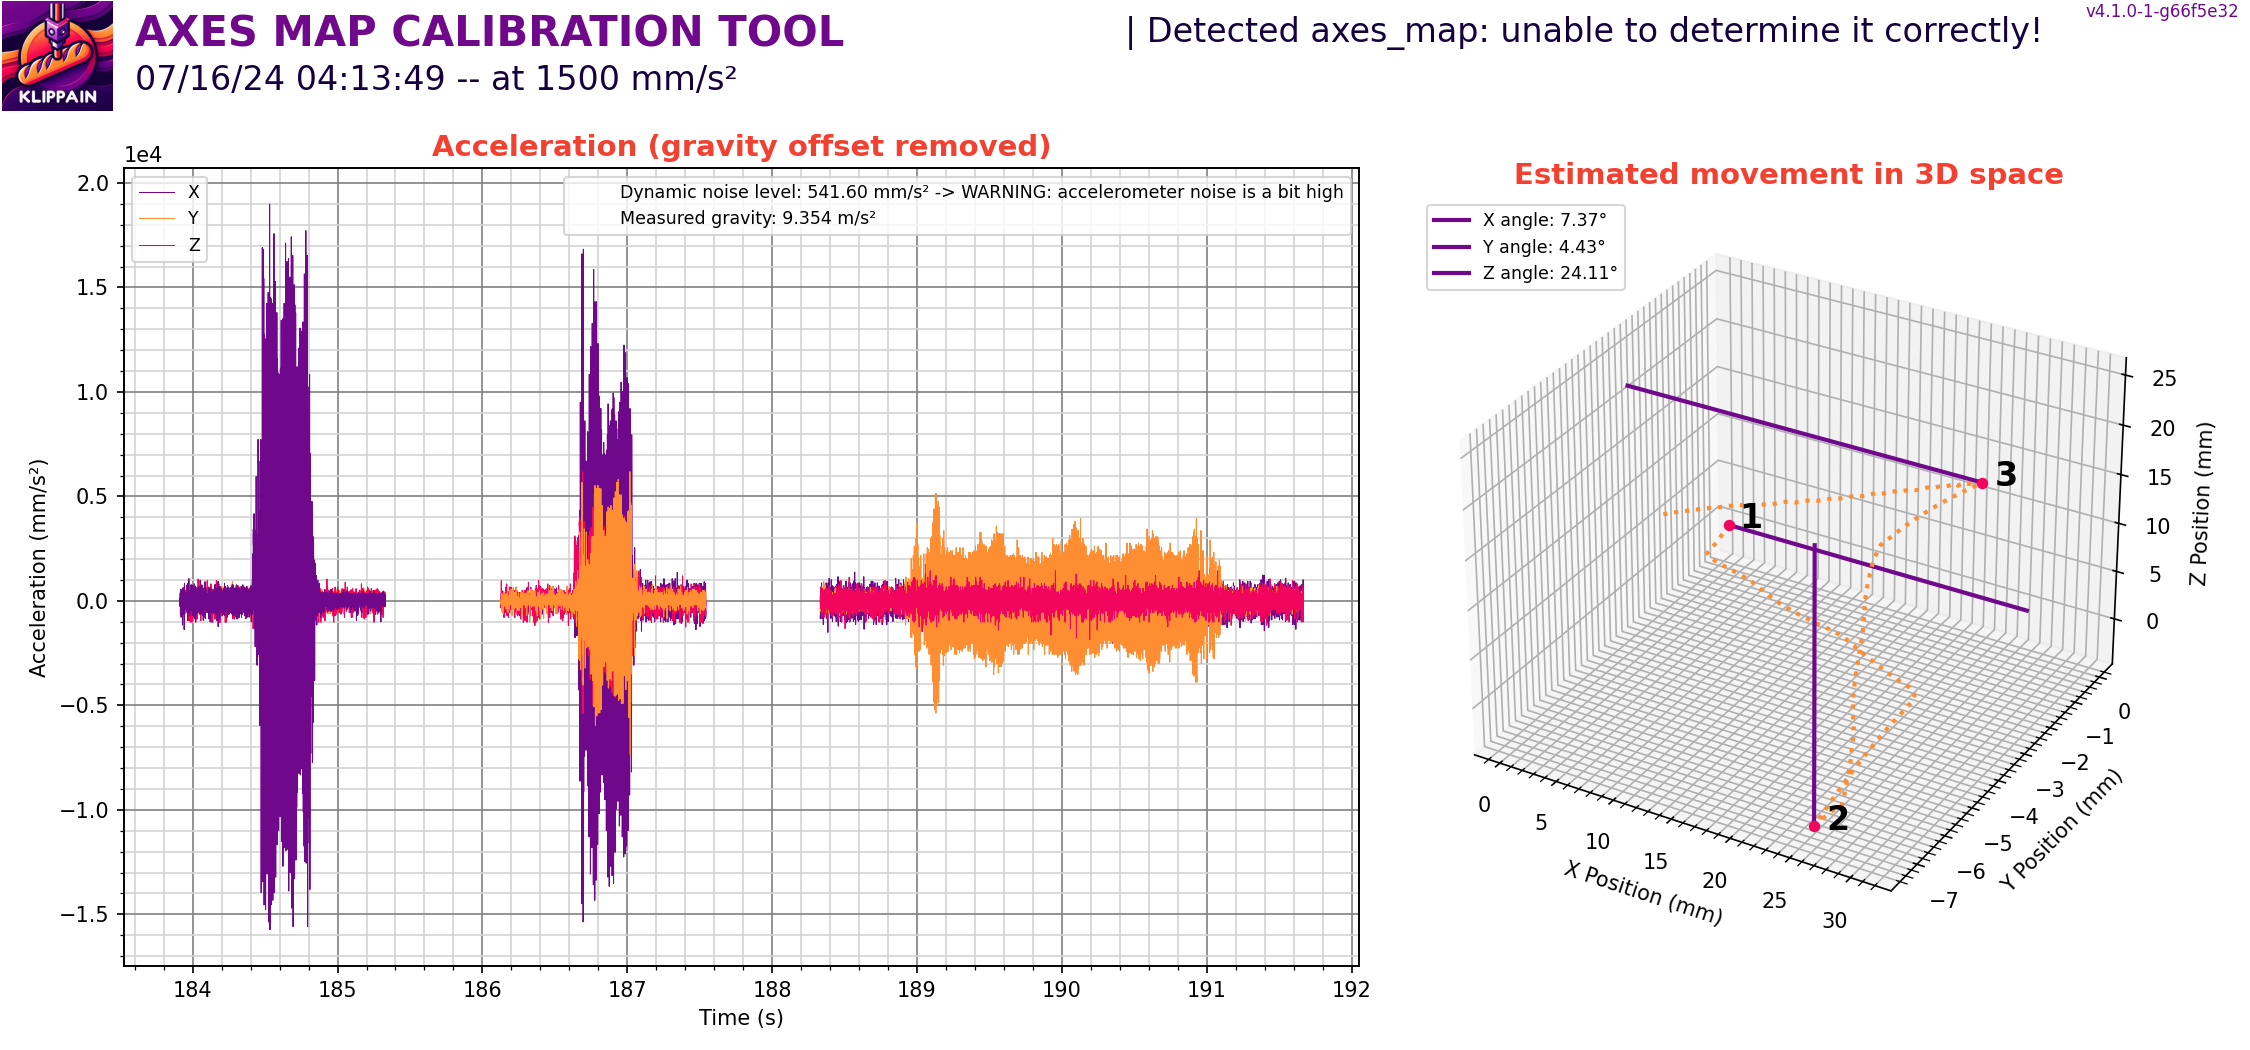 AXES MAP CALIBRATION TOOL
| Detected axes_map: unable to determine it correctly!
v4.1.0-1-g66f5e32
07/16/24 04:13:49 -- at 1500 mm/s²
KLIPPAIN
Acceleration (gravity offset removed)
1e4
X
Y
Z
Dynamic noise level: 541.60 mm/s² -> WARNING: accelerometer noise is a bit high
Measured gravity: 9.354 m/s²
2.0
1.5
1.0
0.5
0.0
−0.5
−1.0
−1.5
Acceleration (mm/s²)
184 185 186 187 188 189 190 191 192
Time (s)
Estimated movement in 3D space
X angle: 7.37°
Y angle: 4.43°
Z angle: 24.11°
1
2
3
25
20
15
10
5
0
Z Position (mm)
0
−1
−2
−3
−4
−5
−6
−7
Y Position (mm)
0
5
10
15
20
25
30
X Position (mm)